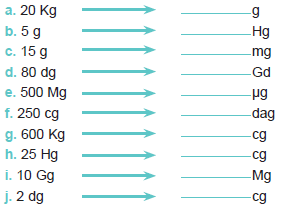 a. 20 Kg g
b. 5 g Hg
c. 15 g mg
d. 80 dg Gd
e. 500 Mg µg
f. 250 cg dag
g. 600 Kg cg
h. 25 Hg cg
i. 10 Gg Mg
j. 2 dg cg